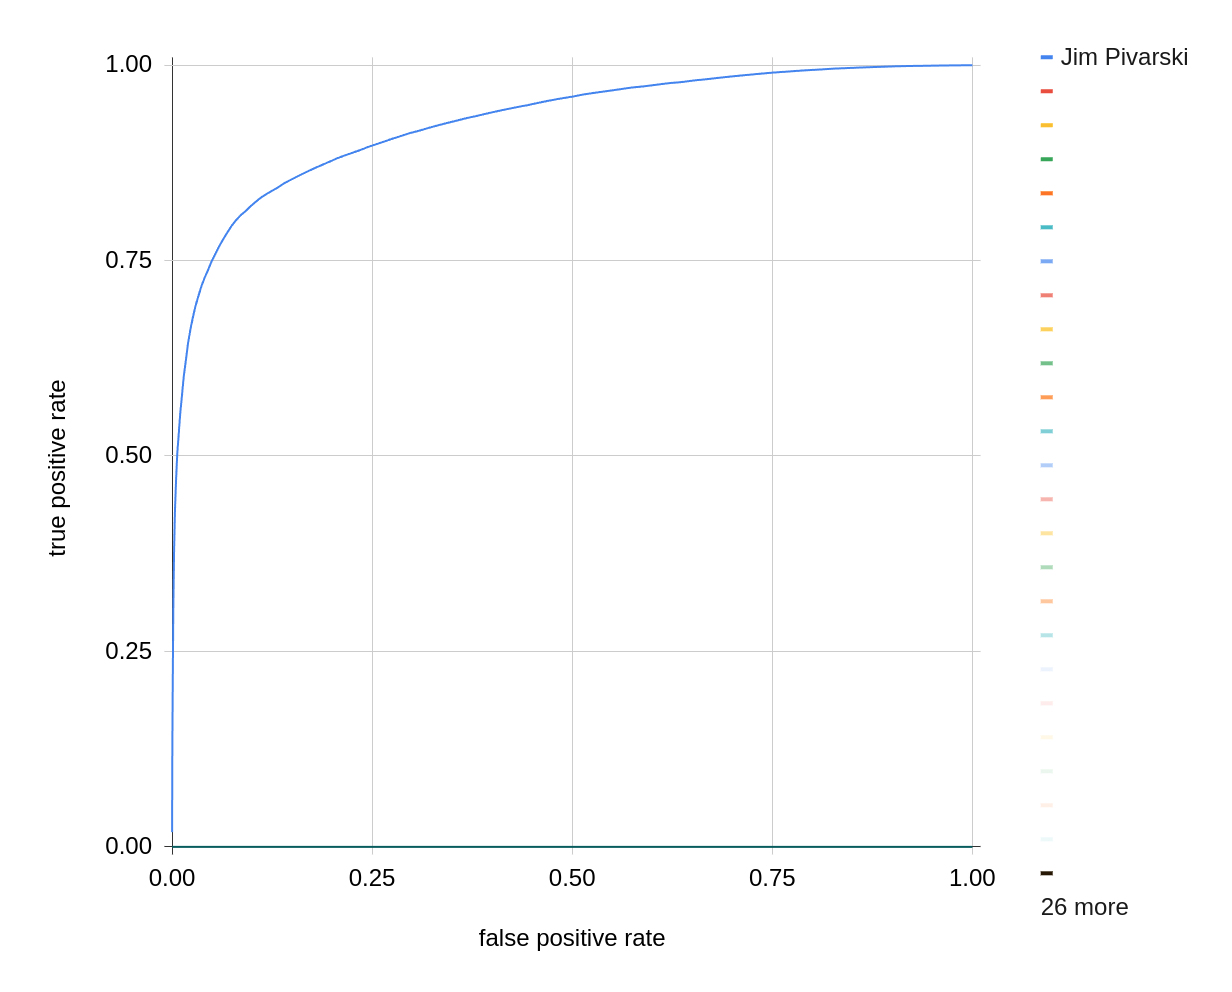 1.00
0.75
0.50
0.25
0.00
true positive rate
0.00 0.25 0.50 0.75 1.00
false positive rate
Jim Pivarski
26 more